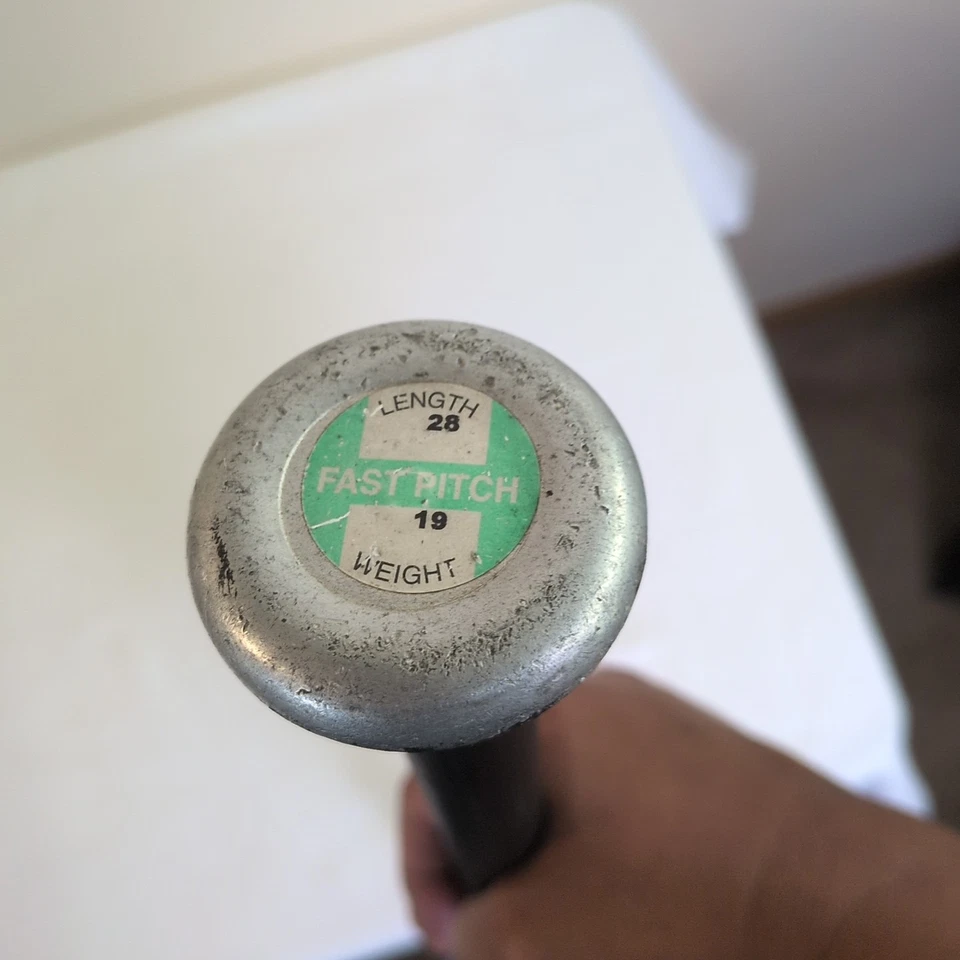 LENGTH
28
FAST PITCH
19
WEIGHT